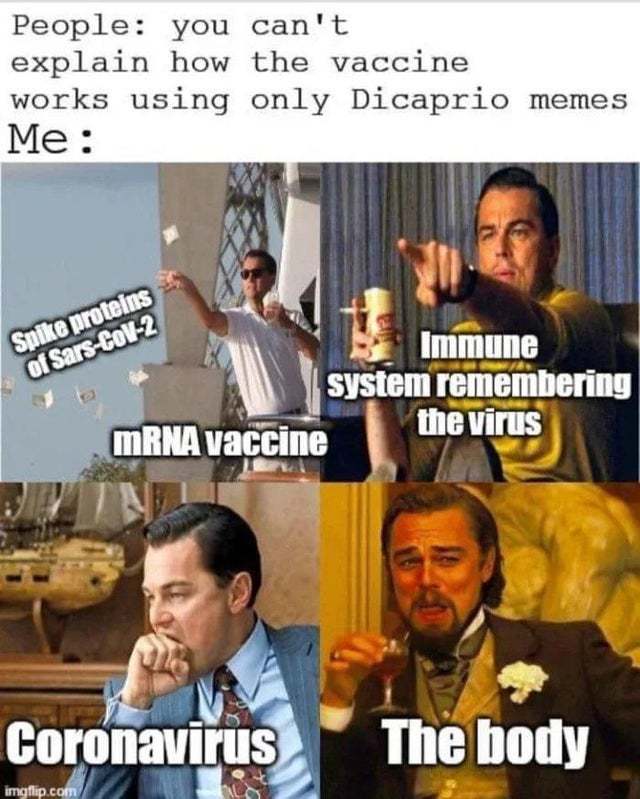 People: you can't
explain how the vaccine
works using only Dicaprio memes
Me:
Spike proteins
of Sars-CoV-2
mRNA vaccine
Immune
system remembering
the virus
Coronavirus
The body
imgflip.com